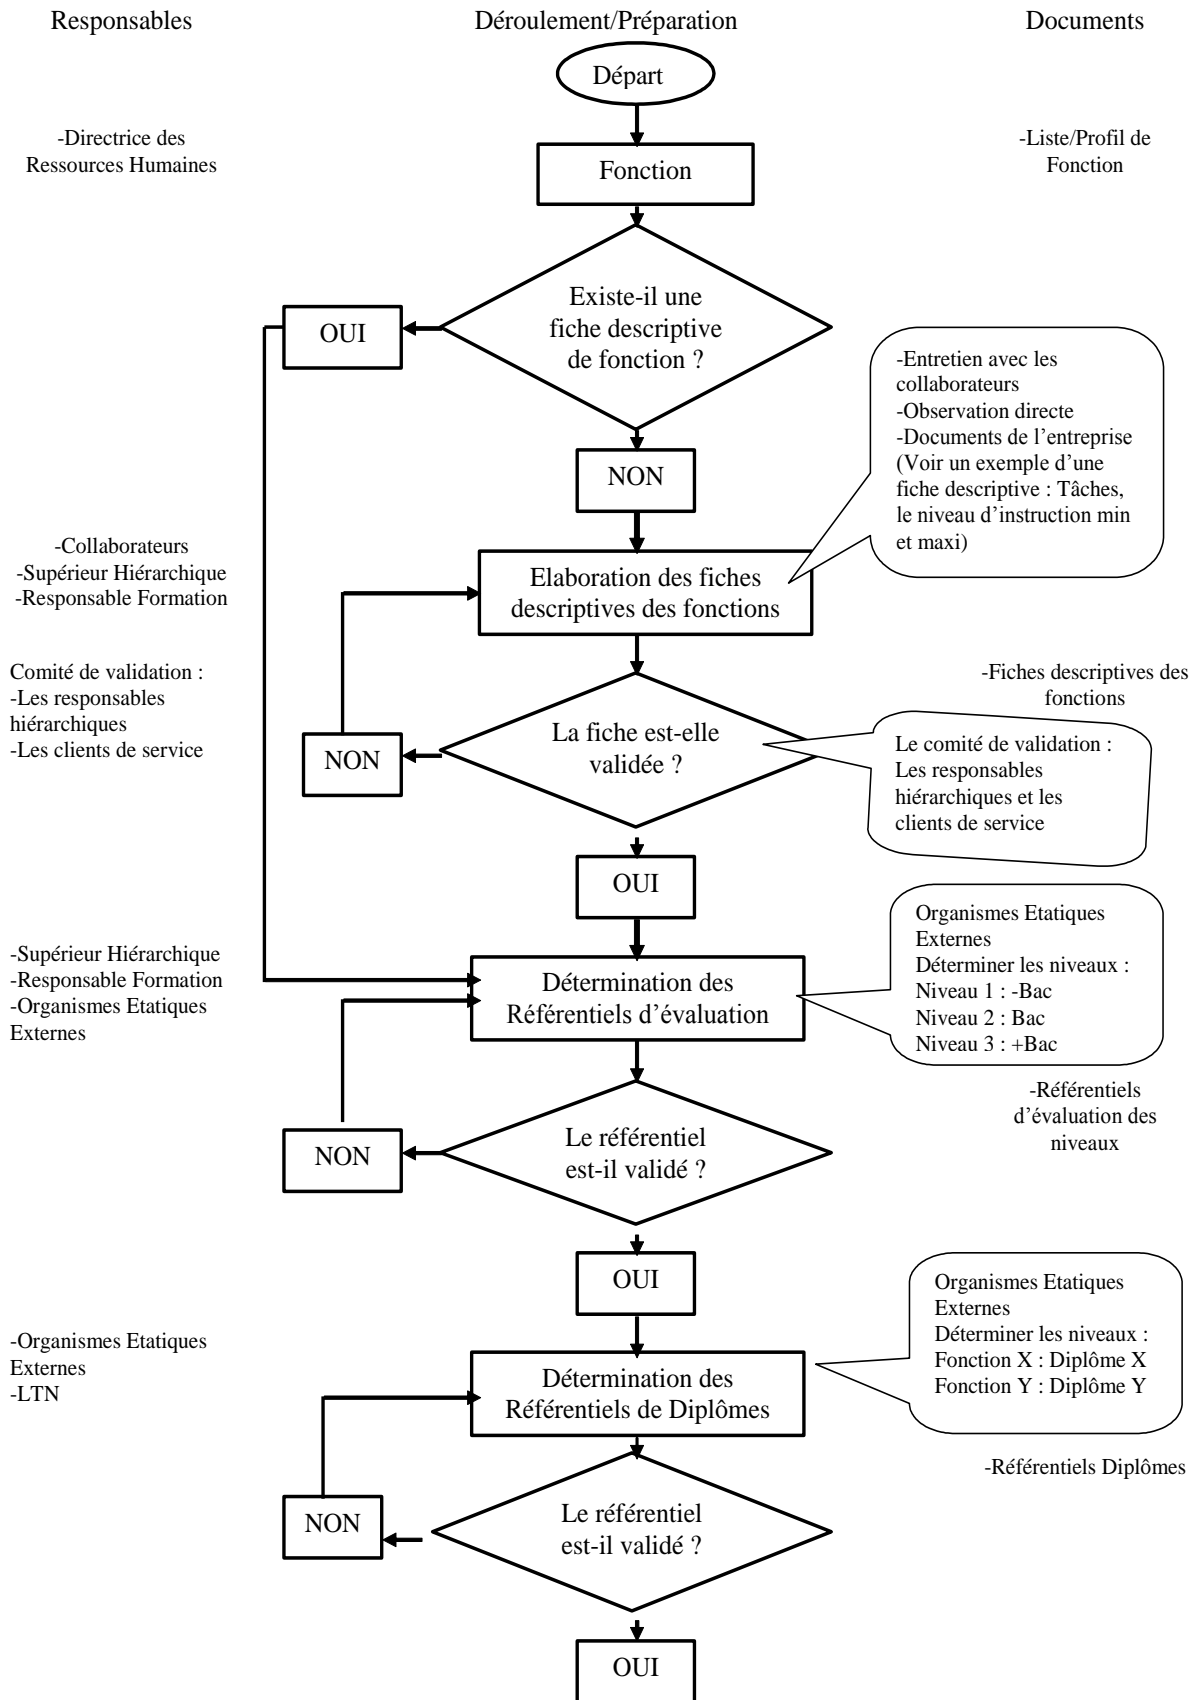 Responsables
Déroulement/Préparation
Documents
Départ
-Directrice des
Ressources Humaines
Fonction
-Liste/Profil de
Fonction
Existe-il une
fiche descriptive
de fonction ?
OUI
NON
-Entretien avec les
collaborateurs
-Observation directe
-Documents de l'entreprise
(Voir un exemple d'une
fiche descriptive : Tâches,
le niveau d'instruction min
et maxi)
-Collaborateurs
-Supérieur Hiérarchique
-Responsable Formation
Elaboration des fiches
descriptives des fonctions
Comité de validation :
-Les responsables
hiérarchiques
-Les clients de service
NON
La fiche est-elle
validée ?
-Fiches descriptives des
fonctions
Le comité de validation :
Les responsables
hiérarchiques et les
clients de service
OUI
-Supérieur Hiérarchique
-Responsable Formation
-Organismes Etatiques
Externes
Détermination des
Référentiels d'évaluation
Organismes Etatiques
Externes
Déterminer les niveaux :
Niveau 1 : -Bac
Niveau 2 : Bac
Niveau 3 : +Bac
NON
Le référentiel
est-il validé ?
-Référentiels
d'évaluation des
niveaux
OUI
-Organismes Etatiques
Externes
-LTN
Détermination des
Référentiels de Diplômes
Organismes Etatiques
Externes
Déterminer les niveaux :
Fonction X : Diplôme X
Fonction Y : Diplôme Y
-Référentiels Diplômes
NON
Le référentiel
est-il validé ?
OUI